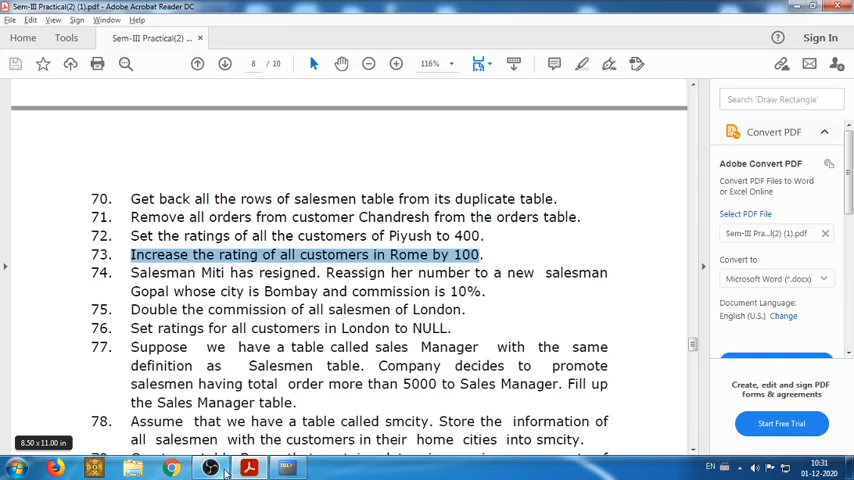 Sem-III Practical(2) (1).pdf - Adobe Acrobat Reader DC
File Edit View Sign Window Help
Home Tools Sem-III Practical(2) ... × Sign In
8 / 10 116%
Search 'Draw Rectangle'
Convert PDF
Adobe Convert PDF
Convert PDF Files to Word
or Excel Online
Select PDF File
Sem-III Pra...l(2) (1).pdf
Convert to
Microsoft Word (*.docx)
Document Language:
English (U.S.) Change
Create, edit and sign PDF
forms & agreements
Start Free Trial
70. Get back all the rows of salesmen table from its duplicate table.
71. Remove all orders from customer Chandresh from the orders table.
72. Set the ratings of all the customers of Piyush to 400.
73. Increase the rating of all customers in Rome by 100.
74. Salesman Miti has resigned. Reassign her number to a new salesman
Gopal whose city is Bombay and commission is 10%.
75. Double the commission of all salesmen of London.
76. Set ratings for all customers in London to NULL.
77. Suppose we have a table called sales Manager with the same
definition as Salesmen table. Company decides to promote
salesmen having total order more than 5000 to Sales Manager. Fill up
the Sales Manager table.
78. Assume that we have a table called smcity. Store the information of
all salesmen with the customers in their home cities into smcity.
8.50 x 11.00 in
EN 10:31
01-12-2020